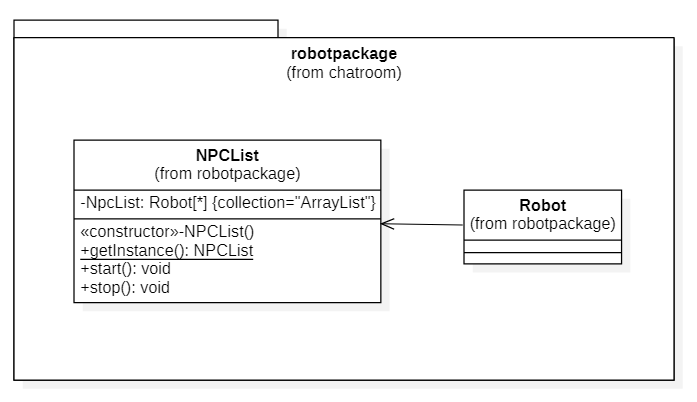 robotpackage
(from chatroom)
NPCList
(from robotpackage)
-NpcList: Robot[*] {collection="ArrayList"}
«constructor»-NPCList()
+getInstance(): NPCList
+start(): void
+stop(): void
Robot
(from robotpackage)